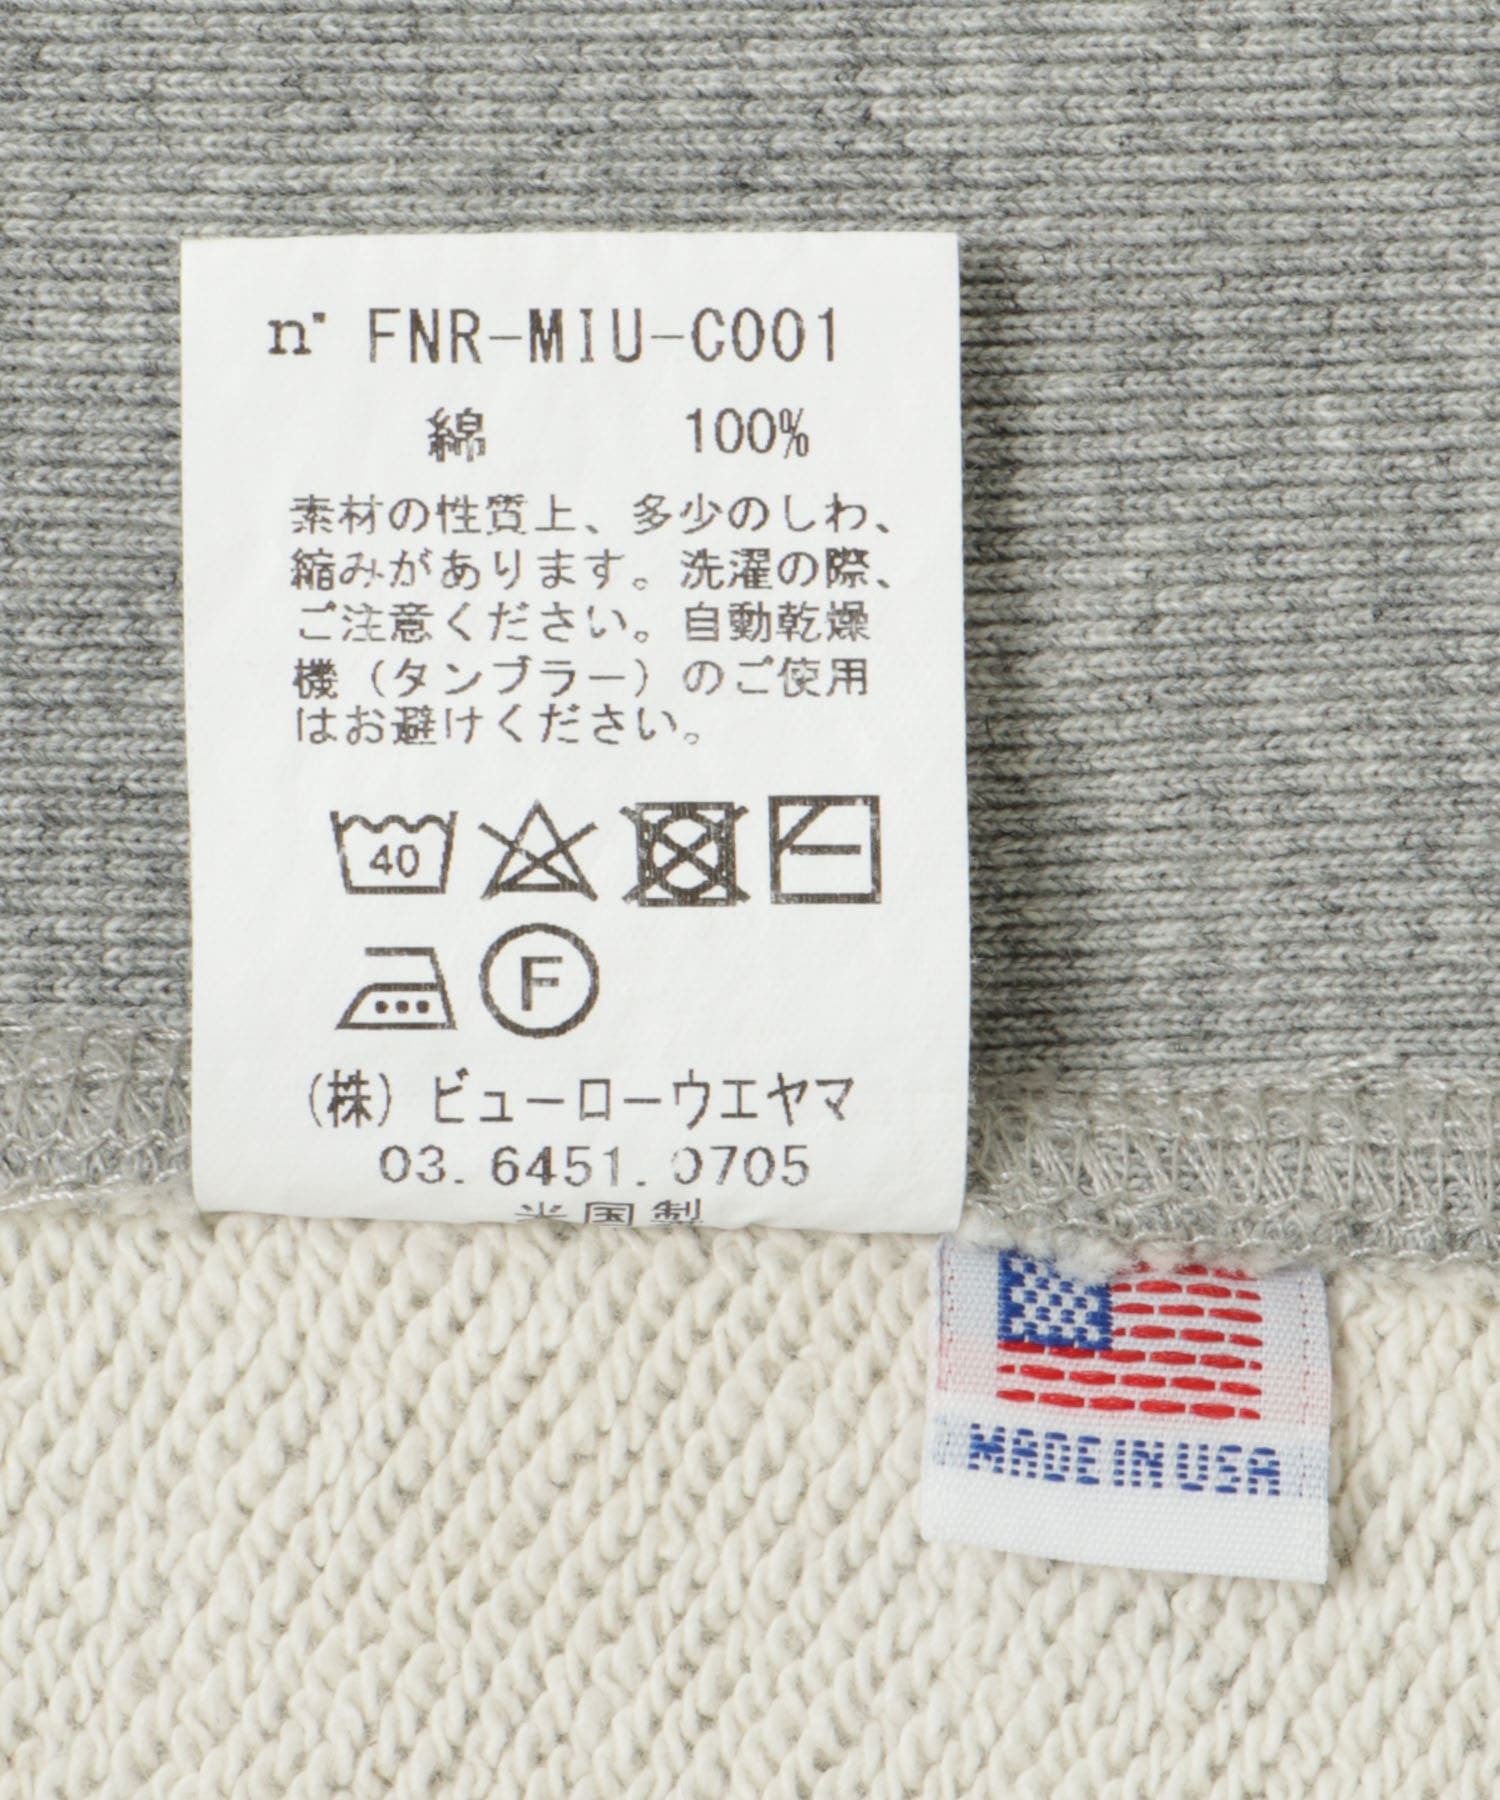 n° FNR-MIU-C001
綿 100%
素材の性質上、多少のしわ、
縮みがあります。洗濯の際、
ご注意ください。自動乾燥
機（タンブラー）のご使用
はお避けください。
40
F
(株) ビューローウエヤマ
03. 6451. 0705
米国製
MADE IN USA